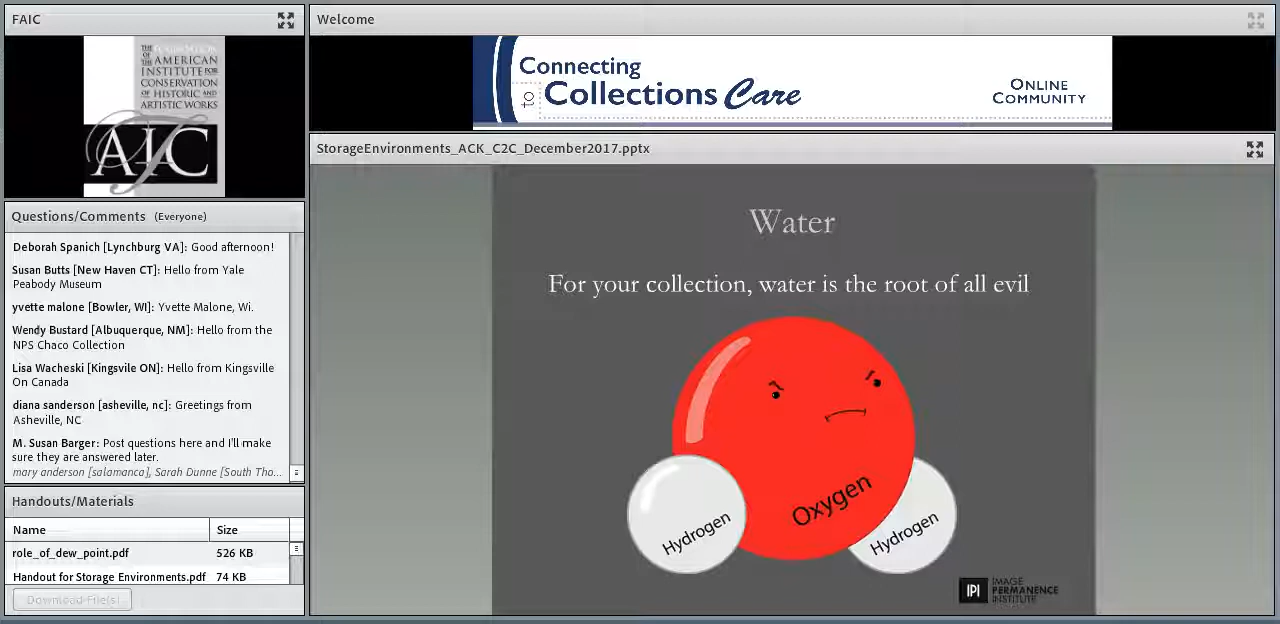 FAIC
THE FOUNDATION
OF THE AMERICAN
INSTITUTE FOR
CONSERVATION
OF HISTORIC AND
ARTISTIC WORKS
AIC
Questions/Comments (Everyone)
Deborah Spanich [Lynchburg VA]: Good afternoon!
Susan Butts [New Haven CT]: Hello from Yale
Peabody Museum
yvette malone [Bowler, WI]: Yvette Malone, Wi.
Wendy Bustard [Albuquerque, NM]: Hello from the
NPS Chaco Collection
Lisa Wacheski [Kingsvile ON]: Hello from Kingsville
On Canada
diana sanderson [asheville, nc]: Greetings from
Asheville, NC
M. Susan Barger: Post questions here and I'll make
sure they are answered later.
mary anderson [salamanca], Sarah Dunne [South Tho...
Handouts/Materials
Name Size
role_of_dew_point.pdf 526 KB
Handout for Storage Environments.pdf 74 KB
Download File(s)
Welcome
Connecting
to Collections Care
ONLINE
COMMUNITY
StorageEnvironments_ACK_C2C_December2017.pptx
Water
For your collection, water is the root of all evil
Oxygen
Hydrogen
Hydrogen
IPI
IMAGE
PERMANENCE
INSTITUTE